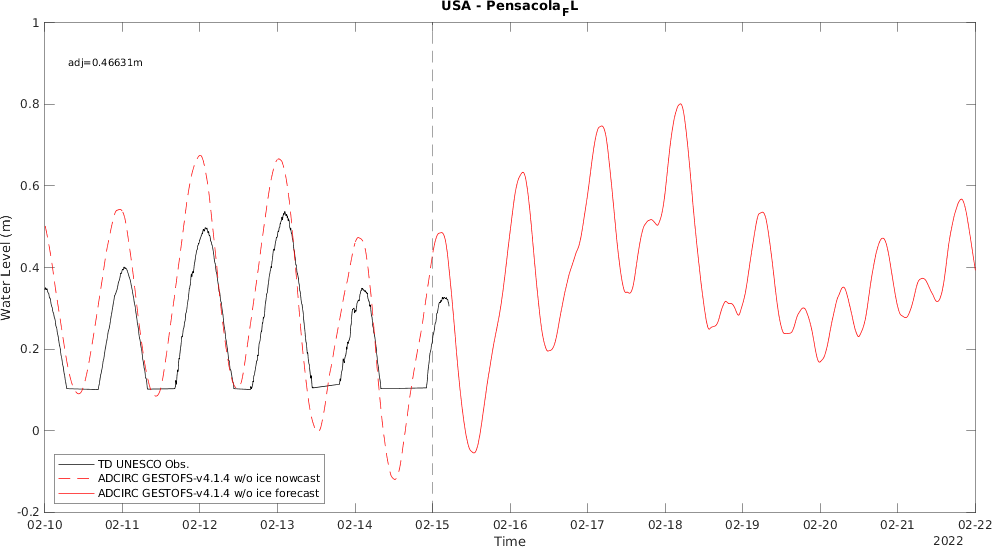 USA - Pensacola_FL
adj=0.46631m
1
0.8
0.6
0.4
0.2
0
-0.2
Water Level (m)
TD UNESCO Obs.
ADCIRC GESTOFS-v4.1.4 w/o ice nowcast
ADCIRC GESTOFS-v4.1.4 w/o ice forecast
02-10 02-11 02-12 02-13 02-14 02-15 02-16 02-17 02-18 02-19 02-20 02-21 02-22
Time
2022